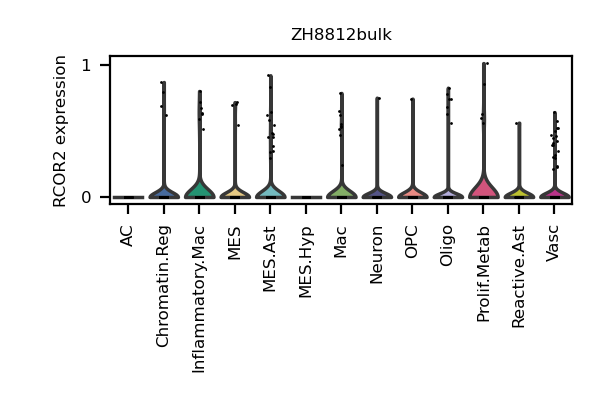 ZH8812bulk
RCOR2 expression
1
0
AC
Chromatin.Reg
Inflammatory.Mac
MES
MES.Ast
MES.Hyp
Mac
Neuron
OPC
Oligo
Prolif.Metab
Reactive.Ast
Vasc